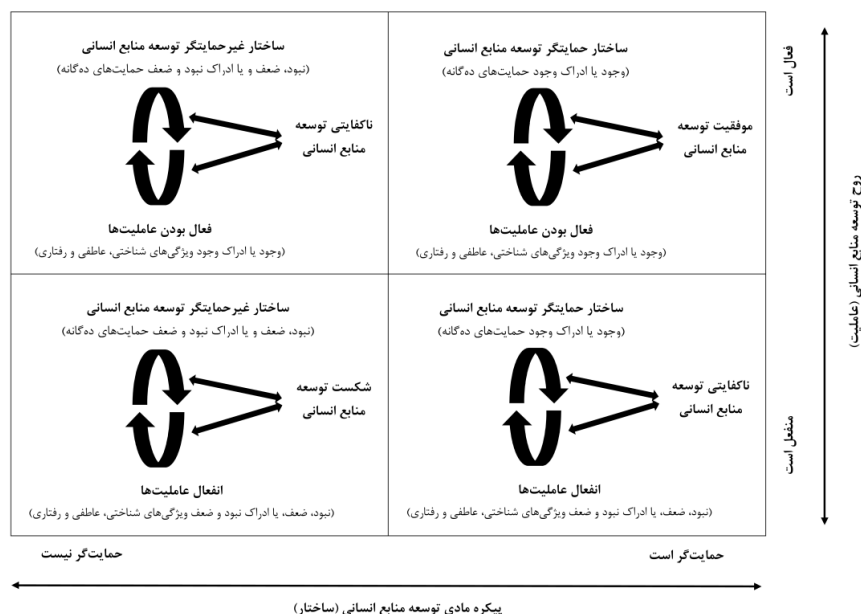 ساختار حمایتگر توسعه منابع انسانی
(وجود یا ادراک وجود حمایت‌های ده‌گانه)
موفقیت توسعه
منابع انسانی
فعال بودن عاملیت‌ها
(وجود یا ادراک وجود ویژگی‌های شناختی، عاطفی و رفتاری)
ساختار غیرحمایتگر توسعه منابع انسانی
(نبود، ضعف و یا ادراک نبود و ضعف حمایت‌های ده‌گانه)
ناکفایتی توسعه
منابع انسانی
فعال بودن عاملیت‌ها
(وجود یا ادراک وجود ویژگی‌های شناختی، عاطفی و رفتاری)
ساختار حمایتگر توسعه منابع انسانی
(وجود یا ادراک وجود حمایت‌های ده‌گانه)
ناکفایتی توسعه
منابع انسانی
انفعال عاملیت‌ها
(نبود، ضعف، یا ادراک نبود و ضعف ویژگی‌های شناختی، عاطفی و رفتاری)
ساختار غیرحمایتگر توسعه منابع انسانی
(نبود، ضعف و یا ادراک نبود و ضعف حمایت‌های ده‌گانه)
شکست توسعه
منابع انسانی
انفعال عاملیت‌ها
(نبود، ضعف، یا ادراک نبود و ضعف ویژگی‌های شناختی، عاطفی و رفتاری)
فعال است
منفعل است
روح توسعه منابع انسانی (عاملیت)
حمایت‌گر است
حمایت‌گر نیست
پیکره مادی توسعه منابع انسانی (ساختار)